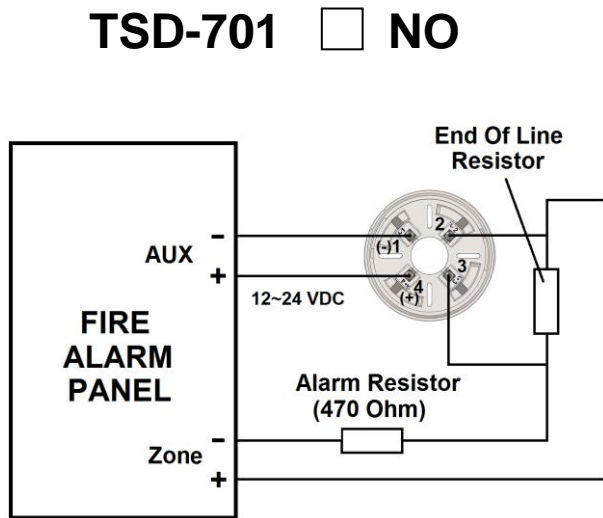 TSD-701 □ NO
End Of Line
Resistor
AUX
-
+
(-)1
2
3
4
(+)
12~24 VDC
FIRE
ALARM
PANEL
Alarm Resistor
(470 Ohm)
Zone
-
+